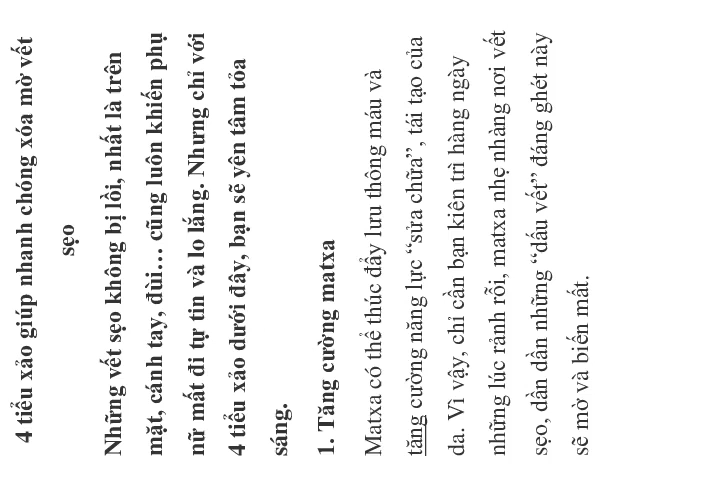 4 tiểu xảo giúp nhanh chóng xóa mờ vết
sẹo
Những vết sẹo không bị lồi, nhất là trên
mặt, cánh tay, đùi… cũng luôn khiến phụ
nữ mất đi tự tin và lo lắng. Nhưng chỉ với
4 tiểu xảo dưới đây, bạn sẽ yên tâm tỏa
sáng.
1. Tăng cường matxa
Matxa có thể thúc đẩy lưu thông máu và
tăng cường năng lực “sửa chữa”, tái tạo của
da. Vì vậy, chỉ cần bạn kiên trì hàng ngày
những lúc rảnh rỗi, matxa nhẹ nhàng nơi vết
sẹo, dần dần những “dấu vết” đáng ghét này
sẽ mờ và biến mất.